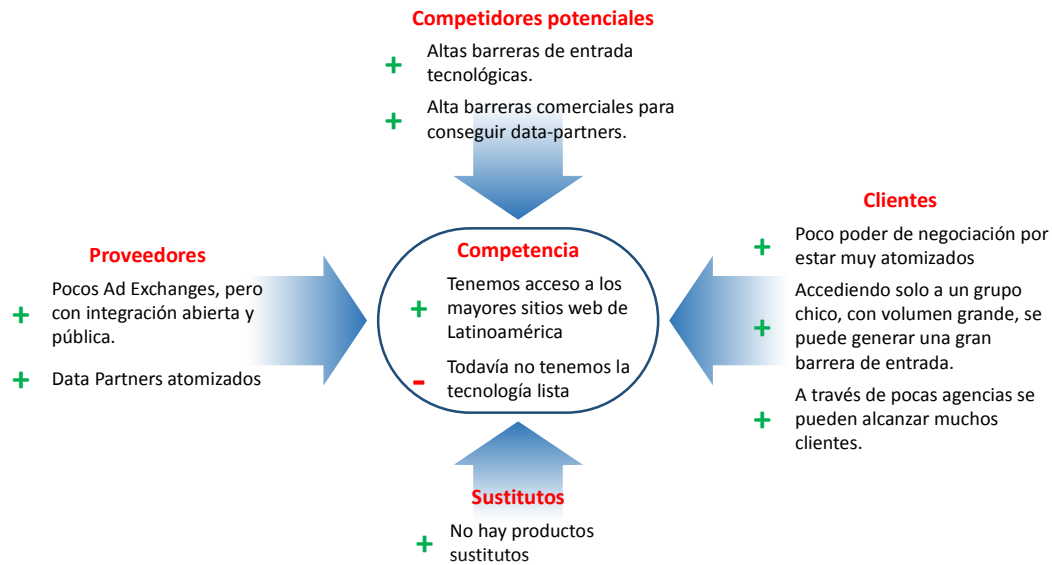 Competidores potenciales
+ Altas barreras de entrada
tecnológicas.
+ Alta barreras comerciales para
conseguir data-partners.
Proveedores
+ Pocos Ad Exchanges, pero
con integración abierta y
pública.
+ Data Partners atomizados
Competencia
+ Tenemos acceso a los
mayores sitios web de
Latinoamérica
- Todavía no tenemos la
tecnología lista
Clientes
+ Poco poder de negociación por
estar muy atomizados
+ Accediendo solo a un grupo
chico, con volumen grande, se
puede generar una gran
barrera de entrada.
+ A través de pocas agencias se
pueden alcanzar muchos
clientes.
Sustitutos
+ No hay productos
sustitutos